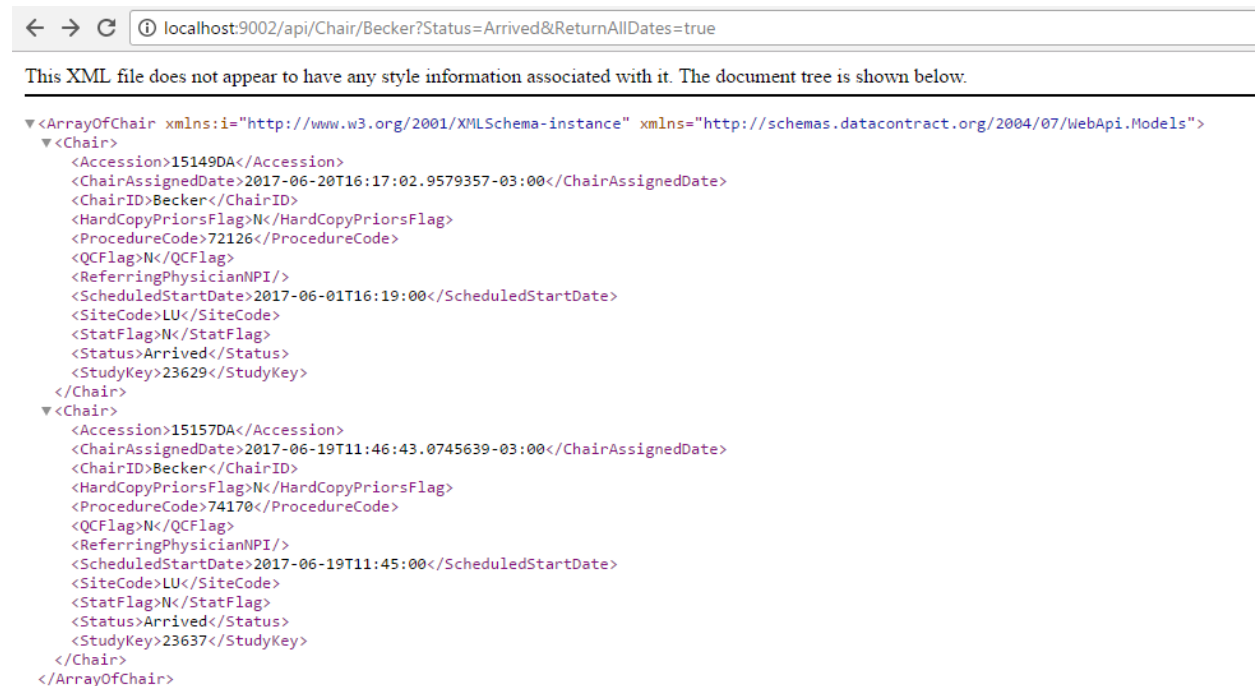 localhost:9002/api/Chair/Becker?Status=Arrived&ReturnAllDates=true
This XML file does not appear to have any style information associated with it. The document tree is shown below.
▼<ArrayOfChair xmlns:i="http://www.w3.org/2001/XMLSchema-instance" xmlns="http://schemas.datacontract.org/2004/07/WebApi.Models">
▼<Chair>
<Accession>15149DA</Accession>
<ChairAssignedDate>2017-06-20T16:17:02.9579357-03:00</ChairAssignedDate>
<ChairID>Becker</ChairID>
<HardCopyPriorsFlag>N</HardCopyPriorsFlag>
<ProcedureCode>72126</ProcedureCode>
<QCFlag>N</QCFlag>
<ReferringPhysicianNPI/>
<ScheduledStartDate>2017-06-01T16:19:00</ScheduledStartDate>
<SiteCode>LU</SiteCode>
<StatFlag>N</StatFlag>
<Status>Arrived</Status>
<StudyKey>23629</StudyKey>
</Chair>
▼<Chair>
<Accession>15157DA</Accession>
<ChairAssignedDate>2017-06-19T11:46:43.0745639-03:00</ChairAssignedDate>
<ChairID>Becker</ChairID>
<HardCopyPriorsFlag>N</HardCopyPriorsFlag>
<ProcedureCode>74170</ProcedureCode>
<QCFlag>N</QCFlag>
<ReferringPhysicianNPI/>
<ScheduledStartDate>2017-06-19T11:45:00</ScheduledStartDate>
<SiteCode>LU</SiteCode>
<StatFlag>N</StatFlag>
<Status>Arrived</Status>
<StudyKey>23637</StudyKey>
</Chair>
</ArrayOfChair>